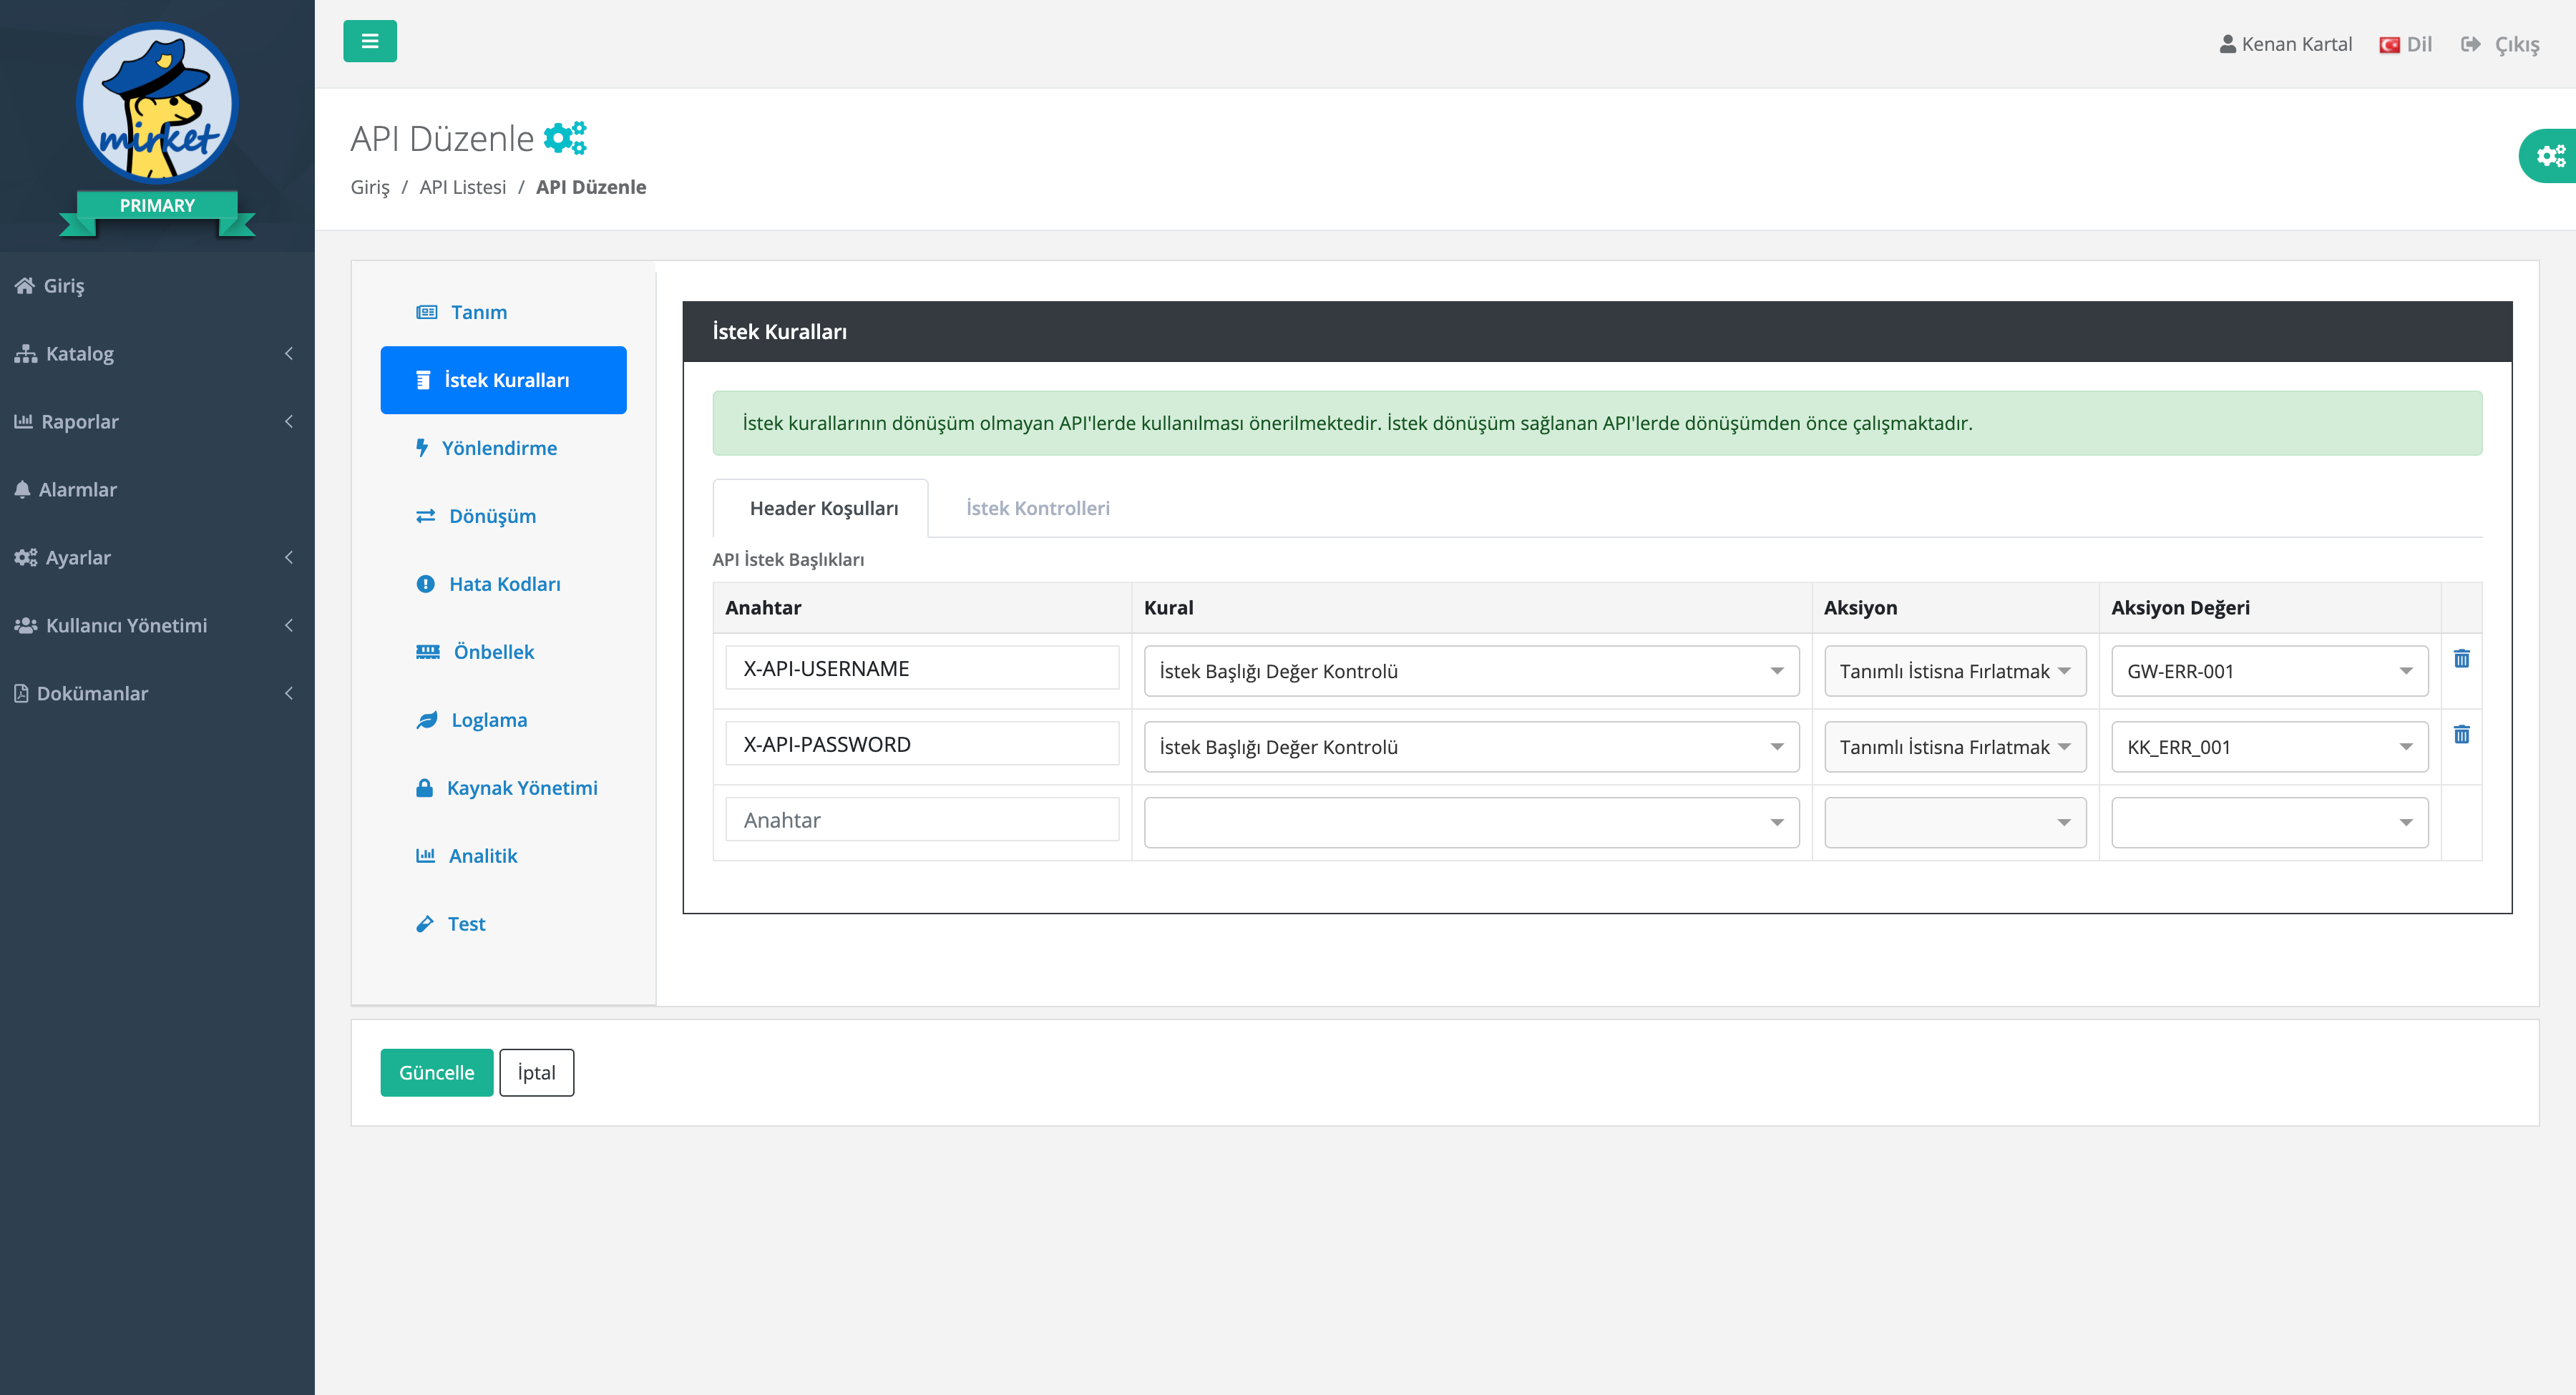 mirket
PRIMARY
Giriş
Katalog
Raporlar
Alarmlar
Ayarlar
Kullanıcı Yönetimi
Dokümanlar
Kenan Kartal Dil Çıkış
API Düzenle
Giriş / API Listesi / API Düzenle
Tanım
İstek Kuralları
Yönlendirme
Dönüşüm
Hata Kodları
Önbellek
Loglama
Kaynak Yönetimi
Analitik
Test
İstek Kuralları
İstek kurallarının dönüşüm olmayan API'lerde kullanılması önerilmektedir. İstek dönüşüm sağlanan API'lerde dönüşümden önce çalışmaktadır.
Header Koşulları İstek Kontrolleri
API İstek Başlıkları
Anahtar Kural Aksiyon Aksiyon Değeri
X-API-USERNAME İstek Başlığı Değer Kontrolü Tanımlı İstisna Fırlatmak GW-ERR-001
X-API-PASSWORD İstek Başlığı Değer Kontrolü Tanımlı İstisna Fırlatmak KK_ERR_001
Anahtar
Güncelle İptal